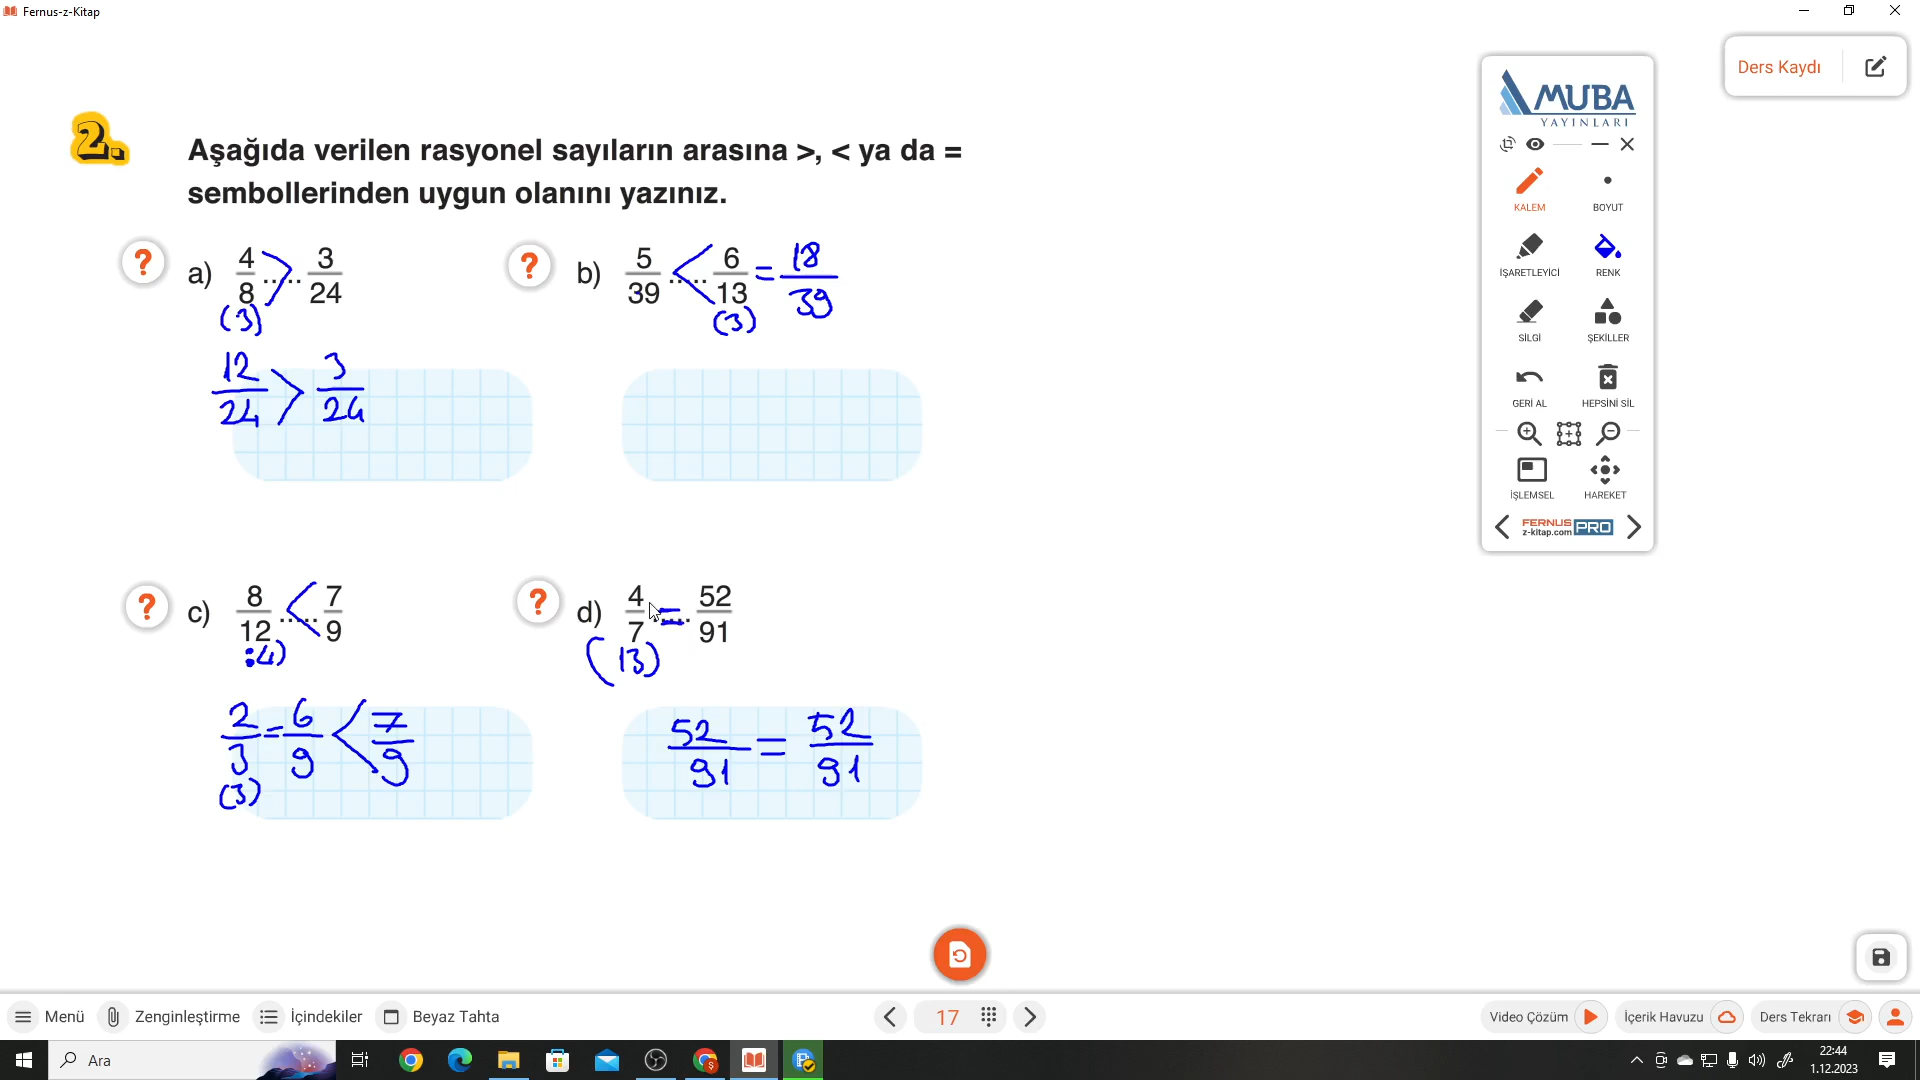 Fernus-z-Kitap
Ders Kaydı
MUBA
YAYINLARI
2.
Aşağıda verilen rasyonel sayıların arasına >, < ya da =
sembollerinden uygun olanını yazınız.
? a) 4/8 ..>.. 3/24
(3)
12/24 > 3/24
? b) 5/39 ..<.. 6/13 = 18/39
(3)
? c) 8/12 ..<.. 7/9
:4)
2/3 = 6/9 < 7/9
(3)
? d) 4/7 ..=.. 52/91
(13)
52/91 = 52/91
KALEM BOYUT
İŞARETLEYİCİ RENK
SİLGİ ŞEKİLLER
GERİ AL HEPSİNİ SİL
İŞLEMSEL HAREKET
FERNUS
z-kitap.com PRO
Menü Zenginleştirme İçindekiler Beyaz Tahta 17 Video Çözüm İçerik Havuzu Ders Tekrarı
Ara
22:44
1.12.2023